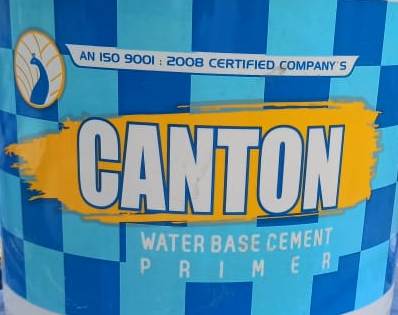 AN ISO 9001 : 2008 CERTIFIED COMPANY'S
CANTON
WATER BASE CEMENT
PRIMER